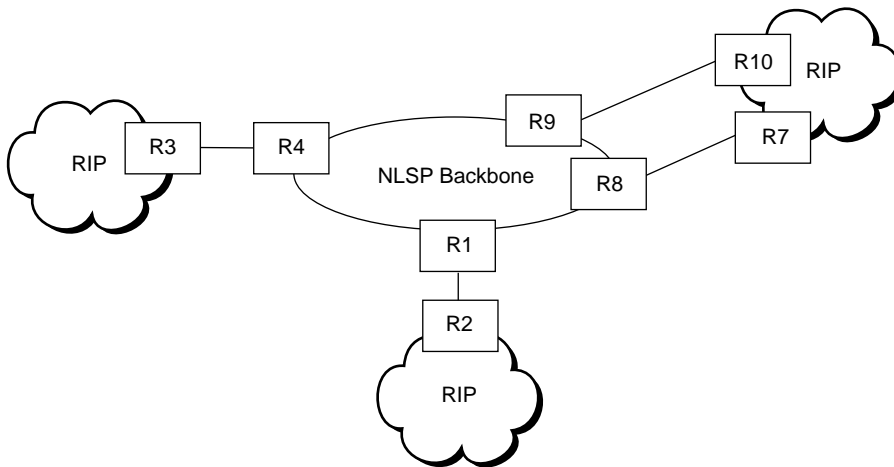 R10
RIP
R9
R3
R4
R7
RIP
NLSP Backbone
R8
R1
R2
RIP